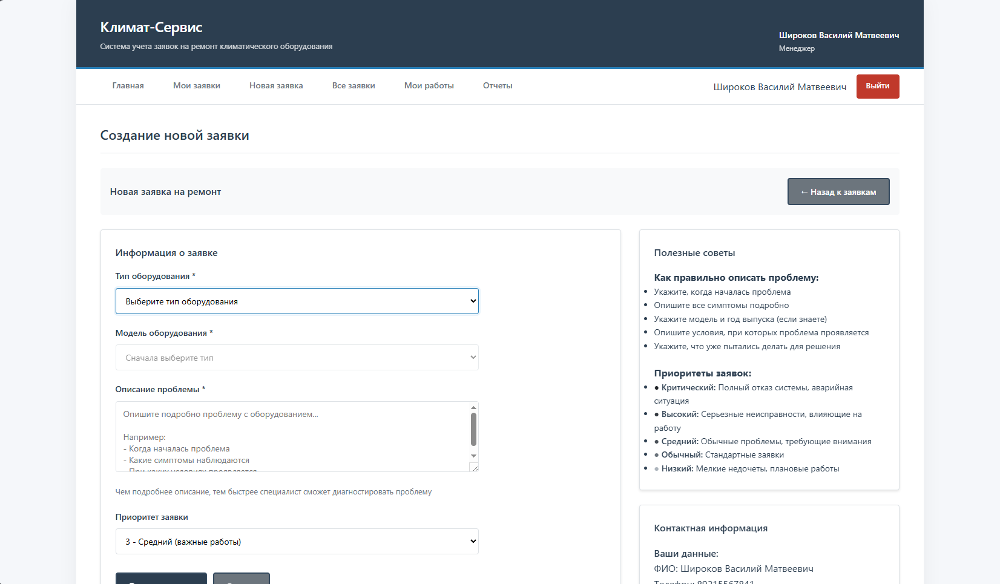 Климат-Сервис
Система учета заявок на ремонт климатического оборудования
Широков Василий Матвеевич
Менеджер
Главная
Мои заявки
Новая заявка
Все заявки
Мои работы
Отчеты
Широков Василий Матвеевич
Выйти
Создание новой заявки
Новая заявка на ремонт
← Назад к заявкам
Информация о заявке
Тип оборудования *
Выберите тип оборудования
Модель оборудования *
Сначала выберите тип
Описание проблемы *
Опишите подробно проблему с оборудованием...
Например:
- Когда началась проблема
- Какие симптомы наблюдаются
- При каких условиях проявляется
Чем подробнее описание, тем быстрее специалист сможет диагностировать проблему
Приоритет заявки
3 - Средний (важные работы)
Полезные советы
Как правильно описать проблему:
• Укажите, когда началась проблема
• Опишите все симптомы подробно
• Укажите модель и год выпуска (если знаете)
• Опишите условия, при которых проблема проявляется
• Укажите, что уже пытались делать для решения
Приоритеты заявок:
• ● Критический: Полный отказ системы, аварийная
ситуация
• ● Высокий: Серьезные неисправности, влияющие на
работу
• ● Средний: Обычные проблемы, требующие внимания
• ● Обычный: Стандартные заявки
• ● Низкий: Мелкие недочеты, плановые работы
Контактная информация
Ваши данные:
ФИО: Широков Василий Матвеевич
Телефон: 89215567841